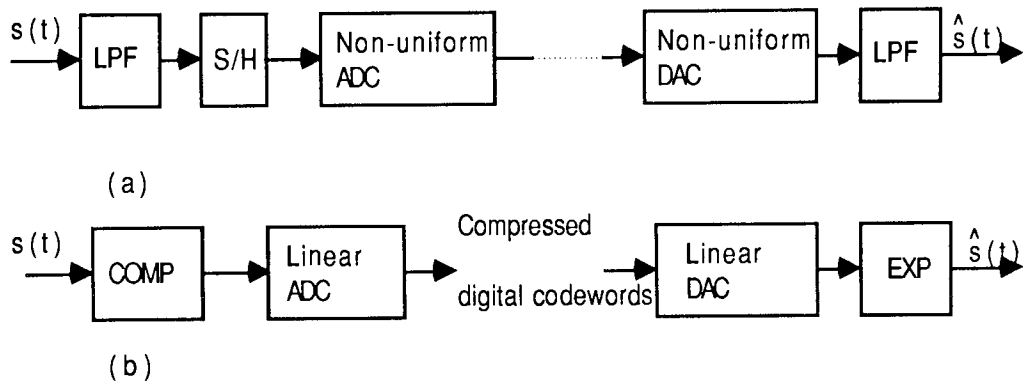 s(t)
LPF
S/H
Non-uniform
ADC
Non-uniform
DAC
LPF
ŝ(t)
(a)
s(t)
COMP
Linear
ADC
Compressed
digital codewords
Linear
DAC
EXP
ŝ(t)
(b)